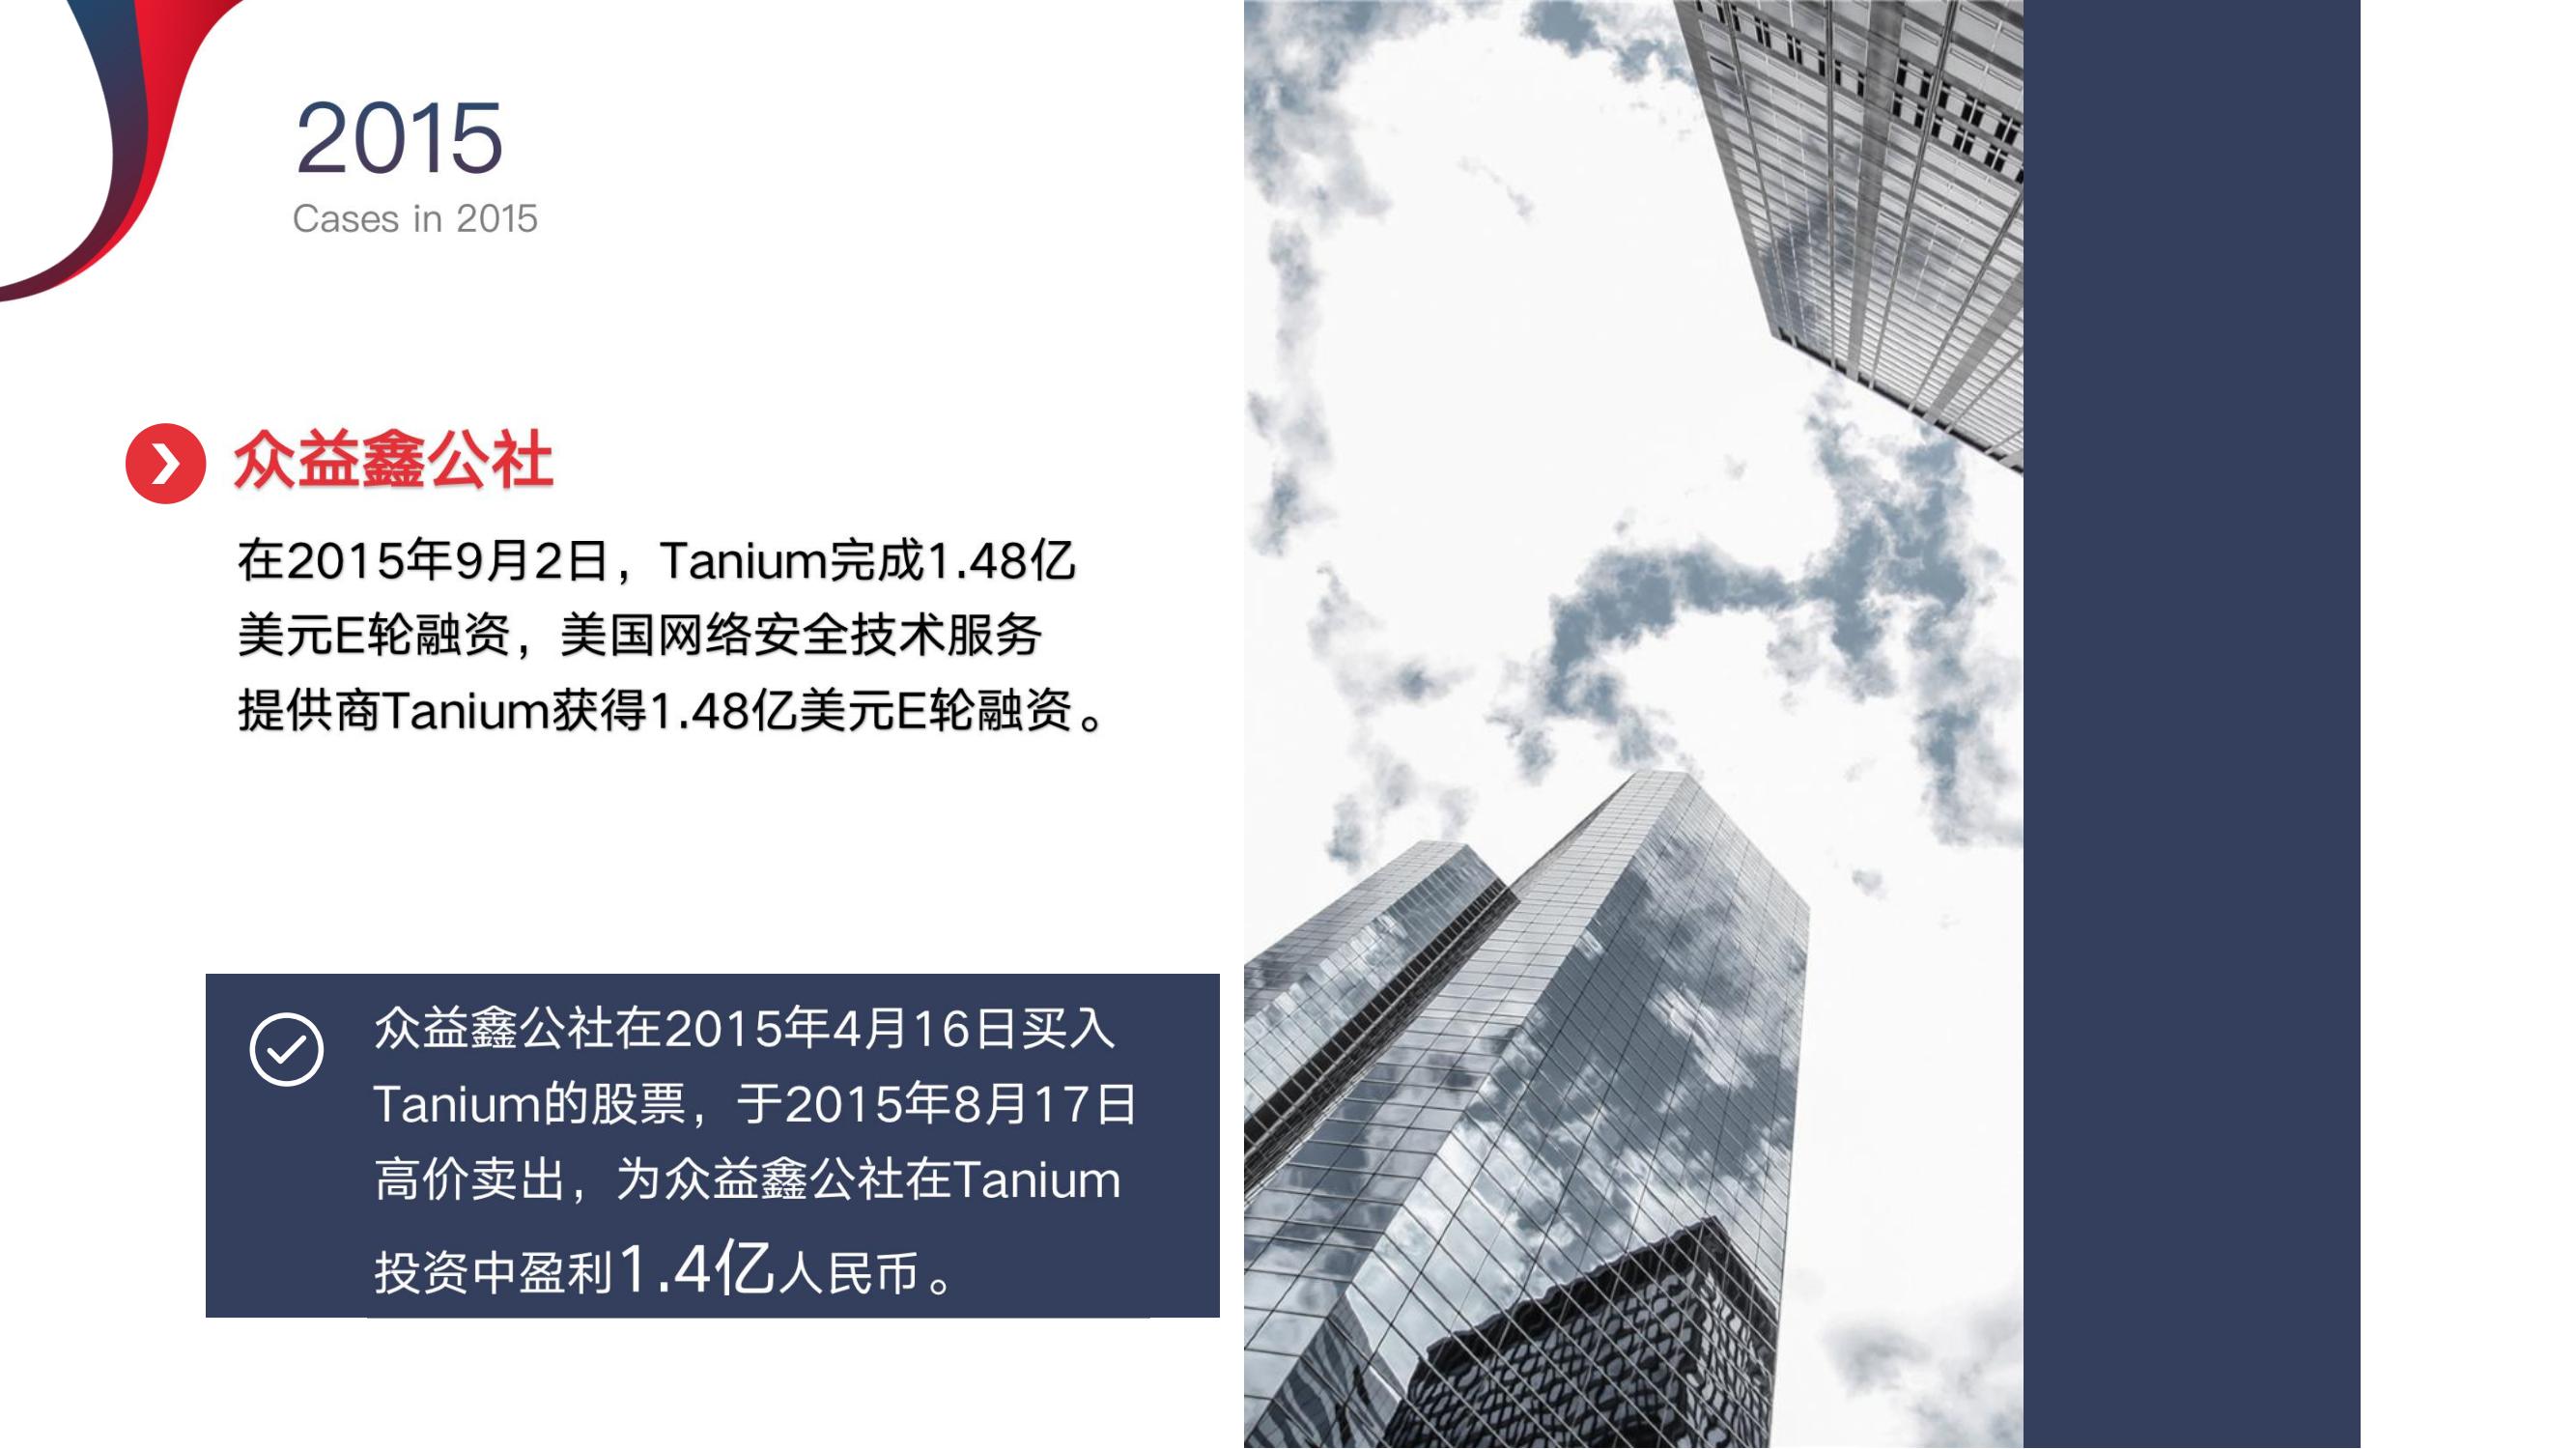 2015
Cases in 2015
众益鑫公社
在2015年9月2日，Tanium完成1.48亿
美元E轮融资，美国网络安全技术服务
提供商Tanium获得1.48亿美元E轮融资。
众益鑫公社在2015年4月16日买入
Tanium的股票，于2015年8月17日
高价卖出，为众益鑫公社在Tanium
投资中盈利1.4亿人民币。